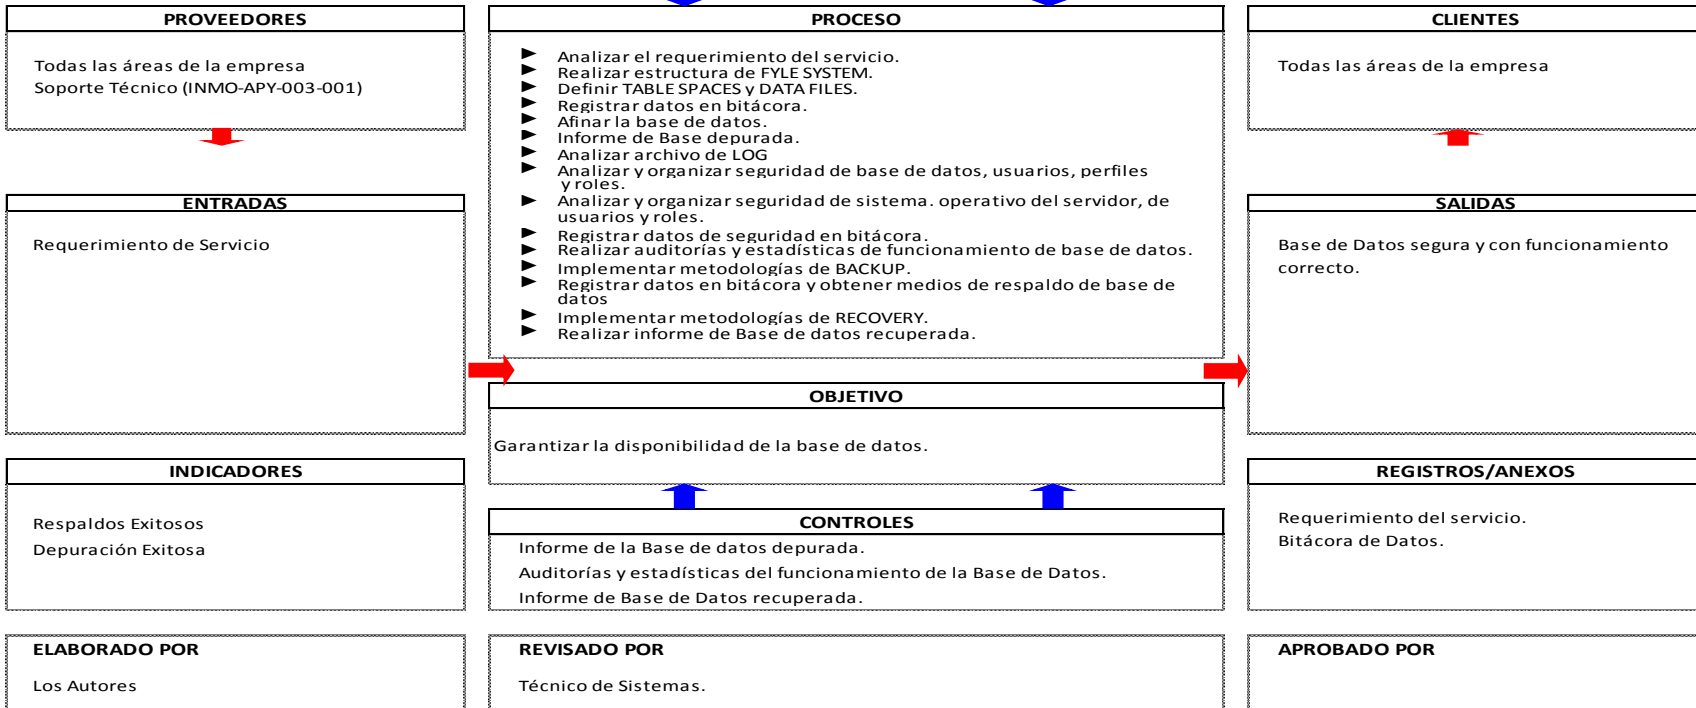 PROVEEDORES
Todas las áreas de la empresa
Soporte Técnico (INMO-APY-003-001)
PROCESO
Analizar el requerimiento del servicio.
Realizar estructura de FYLE SYSTEM.
Definir TABLE SPACES y DATA FILES.
Registrar datos en bitácora.
Afinar la base de datos.
Informe de Base depurada.
Analizar archivo de LOG
Analizar y organizar seguridad de base de datos, usuarios, perfiles
y roles.
Analizar y organizar seguridad de sistema. operativo del servidor, de
usuarios y roles.
Registrar datos de seguridad en bitácora.
Realizar auditorías y estadísticas de funcionamiento de base de datos.
Implementar metodologías de BACKUP.
Registrar datos en bitácora y obtener medios de respaldo de base de
datos
Implementar metodologías de RECOVERY.
Realizar informe de Base de datos recuperada.
CLIENTES
Todas las áreas de la empresa
ENTRADAS
Requerimiento de Servicio
SALIDAS
Base de Datos segura y con funcionamiento
correcto.
OBJETIVO
Garantizar la disponibilidad de la base de datos.
INDICADORES
Respaldos Exitosos
Depuración Exitosa
CONTROLES
Informe de la Base de datos depurada.
Auditorías y estadísticas del funcionamiento de la Base de Datos.
Informe de Base de Datos recuperada.
REGISTROS/ANEXOS
Requerimiento del servicio.
Bitácora de Datos.
ELABORADO POR
Los Autores
REVISADO POR
Técnico de Sistemas.
APROBADO POR